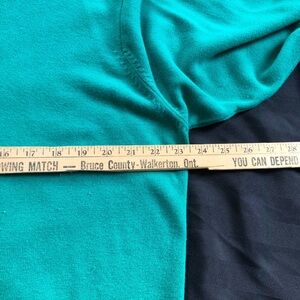 16 17 18 19 20 21 22 23 24 25 26 27 28
WING MATCH — Bruce County-Walkerton, Ont. YOU CAN DEPEND